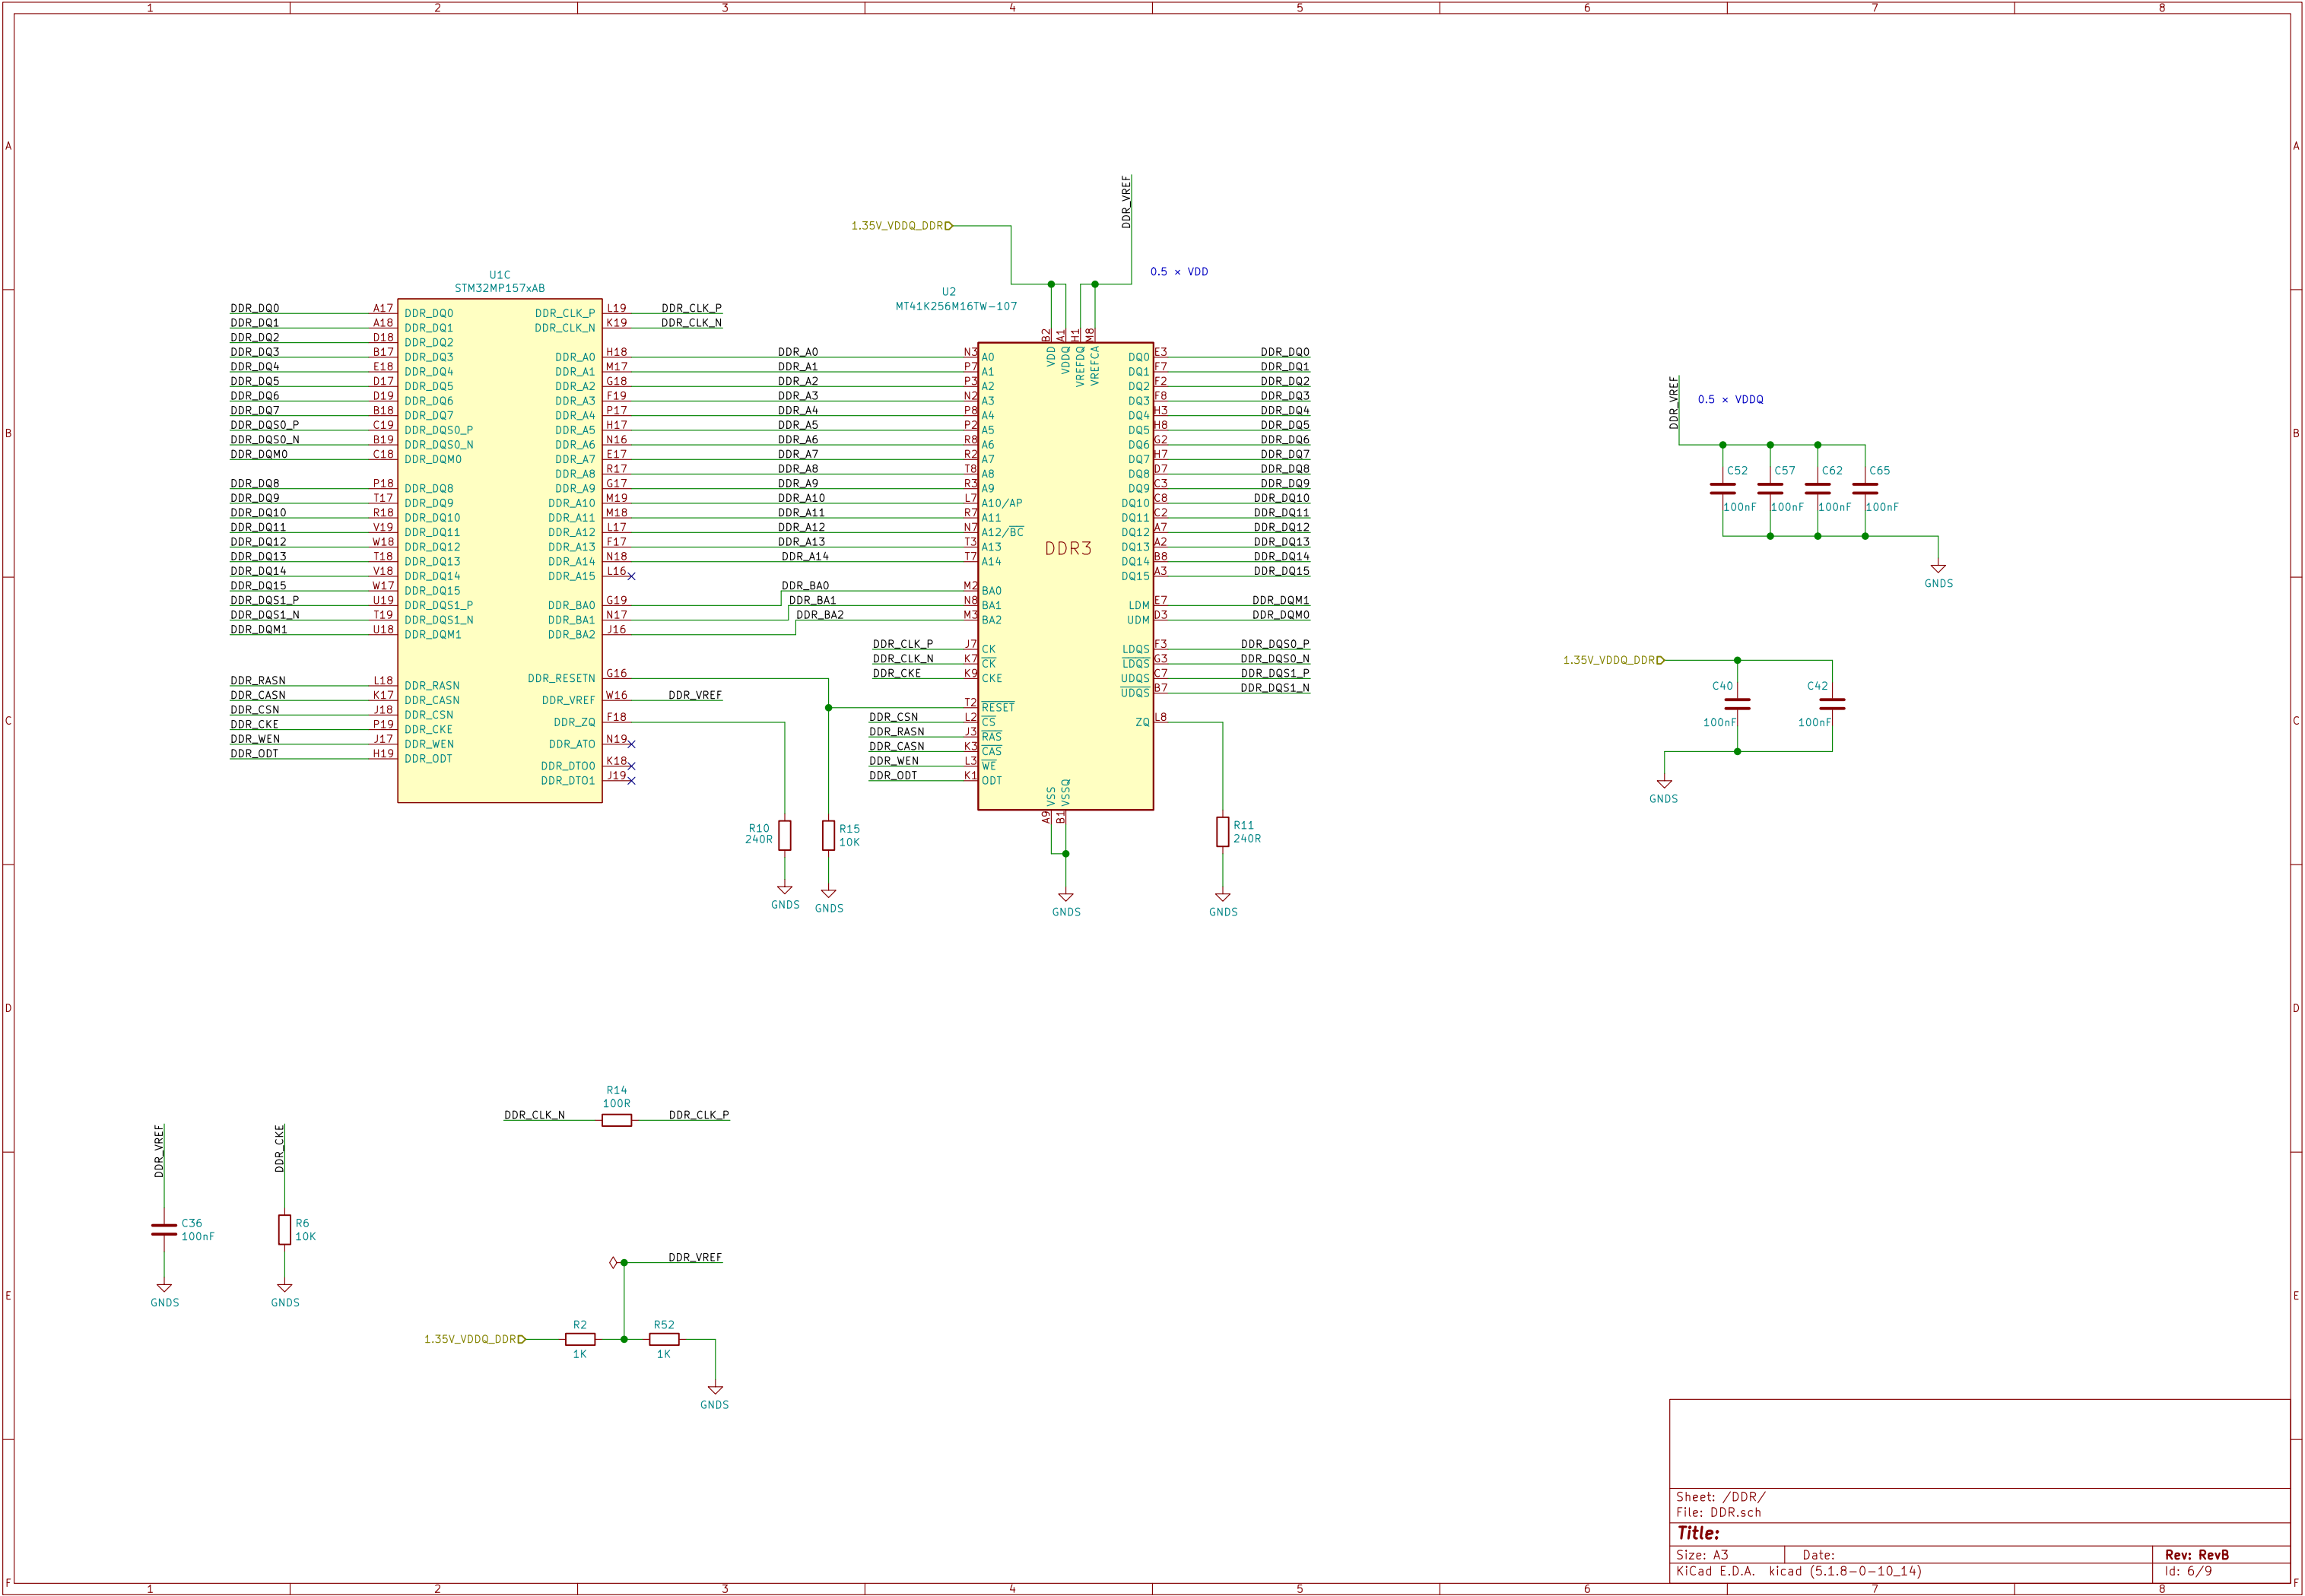 1 2 3 4 5 6 7 8
A A
B B
C C
D D
E E
F F
DDR_VREF
1.35V_VDDQ_DDR
0.5 × VDD
U1C
STM32MP157xAB
U2
MT41K256M16TW-107
DDR3
DDR_DQ0 A17 DDR_DQ0
DDR_DQ1 A18 DDR_DQ1
DDR_DQ2 D18 DDR_DQ2
DDR_DQ3 B17 DDR_DQ3
DDR_DQ4 E18 DDR_DQ4
DDR_DQ5 D17 DDR_DQ5
DDR_DQ6 D19 DDR_DQ6
DDR_DQ7 B18 DDR_DQ7
DDR_DQS0_P C19 DDR_DQS0_P
DDR_DQS0_N B19 DDR_DQS0_N
DDR_DQM0 C18 DDR_DQM0
DDR_DQ8 P18 DDR_DQ8
DDR_DQ9 T17 DDR_DQ9
DDR_DQ10 R18 DDR_DQ10
DDR_DQ11 V19 DDR_DQ11
DDR_DQ12 W18 DDR_DQ12
DDR_DQ13 T18 DDR_DQ13
DDR_DQ14 V18 DDR_DQ14
DDR_DQ15 W17 DDR_DQ15
DDR_DQS1_P U19 DDR_DQS1_P
DDR_DQS1_N T19 DDR_DQS1_N
DDR_DQM1 U18 DDR_DQM1
DDR_RASN L18 DDR_RASN
DDR_CASN K17 DDR_CASN
DDR_CSN J18 DDR_CSN
DDR_CKE P19 DDR_CKE
DDR_WEN J17 DDR_WEN
DDR_ODT H19 DDR_ODT
DDR_CLK_P L19 DDR_CLK_P
DDR_CLK_N K19 DDR_CLK_N
DDR_A0 H18 DDR_A0 N3 A0
DDR_A1 M17 DDR_A1 P7 A1
DDR_A2 G18 DDR_A2 P3 A2
DDR_A3 F19 DDR_A3 N2 A3
DDR_A4 P17 DDR_A4 P8 A4
DDR_A5 H17 DDR_A5 P2 A5
DDR_A6 N16 DDR_A6 R8 A6
DDR_A7 E17 DDR_A7 R2 A7
DDR_A8 R17 DDR_A8 T8 A8
DDR_A9 G17 DDR_A9 R3 A9
DDR_A10 M19 DDR_A10 L7 A10/AP
DDR_A11 M18 DDR_A11 R7 A11
DDR_A12 L17 DDR_A12 N7 A12/BC
DDR_A13 F17 DDR_A13 T3 A13
DDR_A14 N18 DDR_A14 T7 A14
DDR_A15 L16
DDR_BA0 G19 DDR_BA0 M2 BA0
DDR_BA1 N17 DDR_BA1 N8 BA1
DDR_BA2 J16 DDR_BA2 M3 BA2
DDR_CLK_P J7 CK
DDR_CLK_N K7 CK
DDR_CKE K9 CKE
DDR_RESETN G16
DDR_VREF W16 DDR_VREF
T2 RESET
DDR_ZQ F18
DDR_CSN L2 CS
DDR_RASN J3 RAS
DDR_ATO N19
DDR_CASN K3 CAS
DDR_DTO0 K18
DDR_WEN L3 WE
DDR_DTO1 J19
DDR_ODT K1 ODT
B2 A1 H1 M8
VDD VDDQ VREFDQ VREFCA
DQ0 E3 DDR_DQ0
DQ1 F7 DDR_DQ1
DQ2 F2 DDR_DQ2
DQ3 F8 DDR_DQ3
DQ4 H3 DDR_DQ4
DQ5 H8 DDR_DQ5
DQ6 G2 DDR_DQ6
DQ7 H7 DDR_DQ7
DQ8 D7 DDR_DQ8
DQ9 C3 DDR_DQ9
DQ10 C8 DDR_DQ10
DQ11 C2 DDR_DQ11
DQ12 A7 DDR_DQ12
DQ13 A2 DDR_DQ13
DQ14 B8 DDR_DQ14
DQ15 A3 DDR_DQ15
LDM E7 DDR_DQM1
UDM D3 DDR_DQM0
LDQS F3 DDR_DQS0_P
LDQS G3 DDR_DQS0_N
UDQS C7 DDR_DQS1_P
UDQS B7 DDR_DQS1_N
ZQ L8
VSS VSSQ
A9 B1
R10
240R
GNDS
R15
10K
GNDS
GNDS
R11
240R
GNDS
DDR_VREF
0.5 × VDDQ
C52 C57 C62 C65
100nF 100nF 100nF 100nF
GNDS
1.35V_VDDQ_DDR
C40 C42
100nF 100nF
GNDS
R14
100R
DDR_CLK_N DDR_CLK_P
DDR_VREF
C36
100nF
GNDS
DDR_CKE
R6
10K
GNDS
DDR_VREF
1.35V_VDDQ_DDR
R2 R52
1K 1K
GNDS
Sheet: /DDR/
File: DDR.sch
Title:
Size: A3 Date: Rev: RevB
KiCad E.D.A. kicad (5.1.8-0-10_14) Id: 6/9
1 2 3 4 5 6 7 8